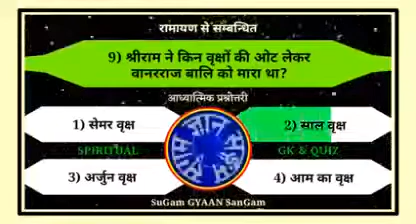 रामायण से सम्बन्धित
9) श्रीराम ने किन वृक्षों की ओट लेकर
वानरराज बालि को मारा था?
आध्यात्मिक प्रश्नोत्तरी
1) सेमर वृक्ष
2) साल वृक्ष
SPIRITUAL
GK & QUIZ
3) अर्जुन वृक्ष
4) आम का वृक्ष
SuGam GYAAN SanGam